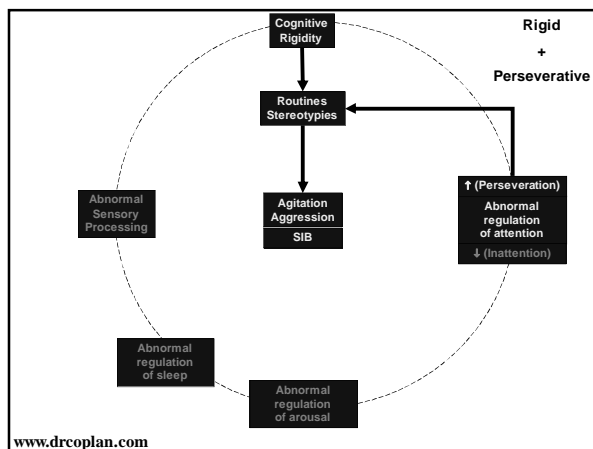 Cognitive
Rigidity
Rigid
+
Perseverative
Routines
Stereotypes
↑ (Perseveration)
Abnormal
regulation
of attention
↓ (Inattention)
Abnormal
Sensory
Processing
Agitation
Aggression
SIB
Abnormal
regulation
of sleep
Abnormal
regulation
of arousal
www.drcoplan.com